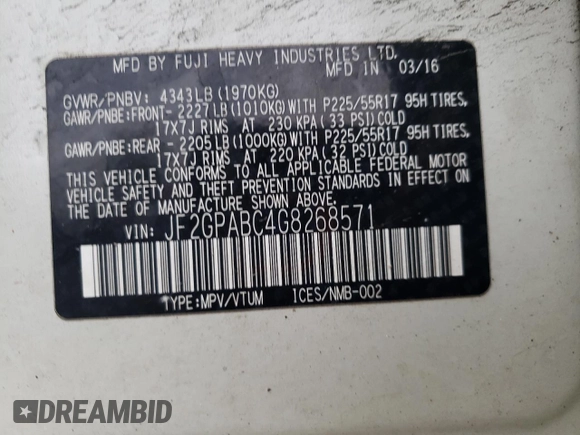 MFD BY FUJI HEAVY INDUSTRIES LTD.
MFD IN 03/16
GVWR/PNBV: 4343LB (1970KG)
GAWR/PNBE:FRONT- 2227LB (1010KG) WITH P225/55R17 95H TIRES,
17x7J RIMS AT 230 KPA (33 PSI) COLD
GAWR/PNBE:REAR - 2205LB (1000KG) WITH P225/55R17 95H TIRES,
17x7J RIMS AT 220 KPA (32 PSI) COLD
THIS VEHICLE CONFORMS TO ALL APPLICABLE FEDERAL MOTOR
VEHICLE SAFETY AND THEFT PREVENTION STANDARDS IN EFFECT ON
THE DATE OF MANUFACTURE SHOWN ABOVE.
VIN: JF2GPABC4G8268571
TYPE:MPV/VTUM ICES/NMB-002
DREAMBID